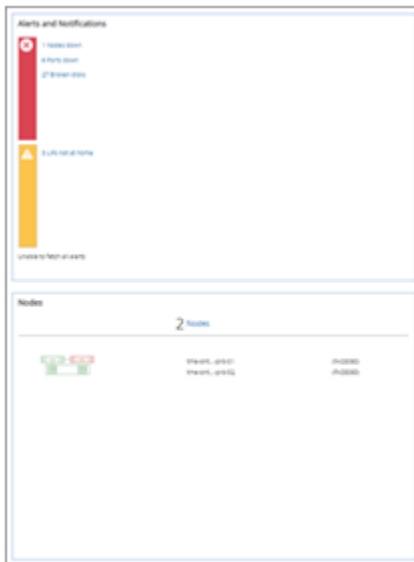 Alerts and Notifications
1 Nodes down
6 Ports down
27 Broken disks
3 Lifs not at home
Unable to fetch all alerts
Nodes
2 Nodes